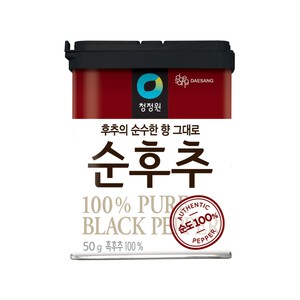 DAESANG
청정원
후추의 순수한 향 그대로
순후추
100% PURE
BLACK PE
AUTHENTIC
순도100%
PEPPER
50g 흑후추 100%